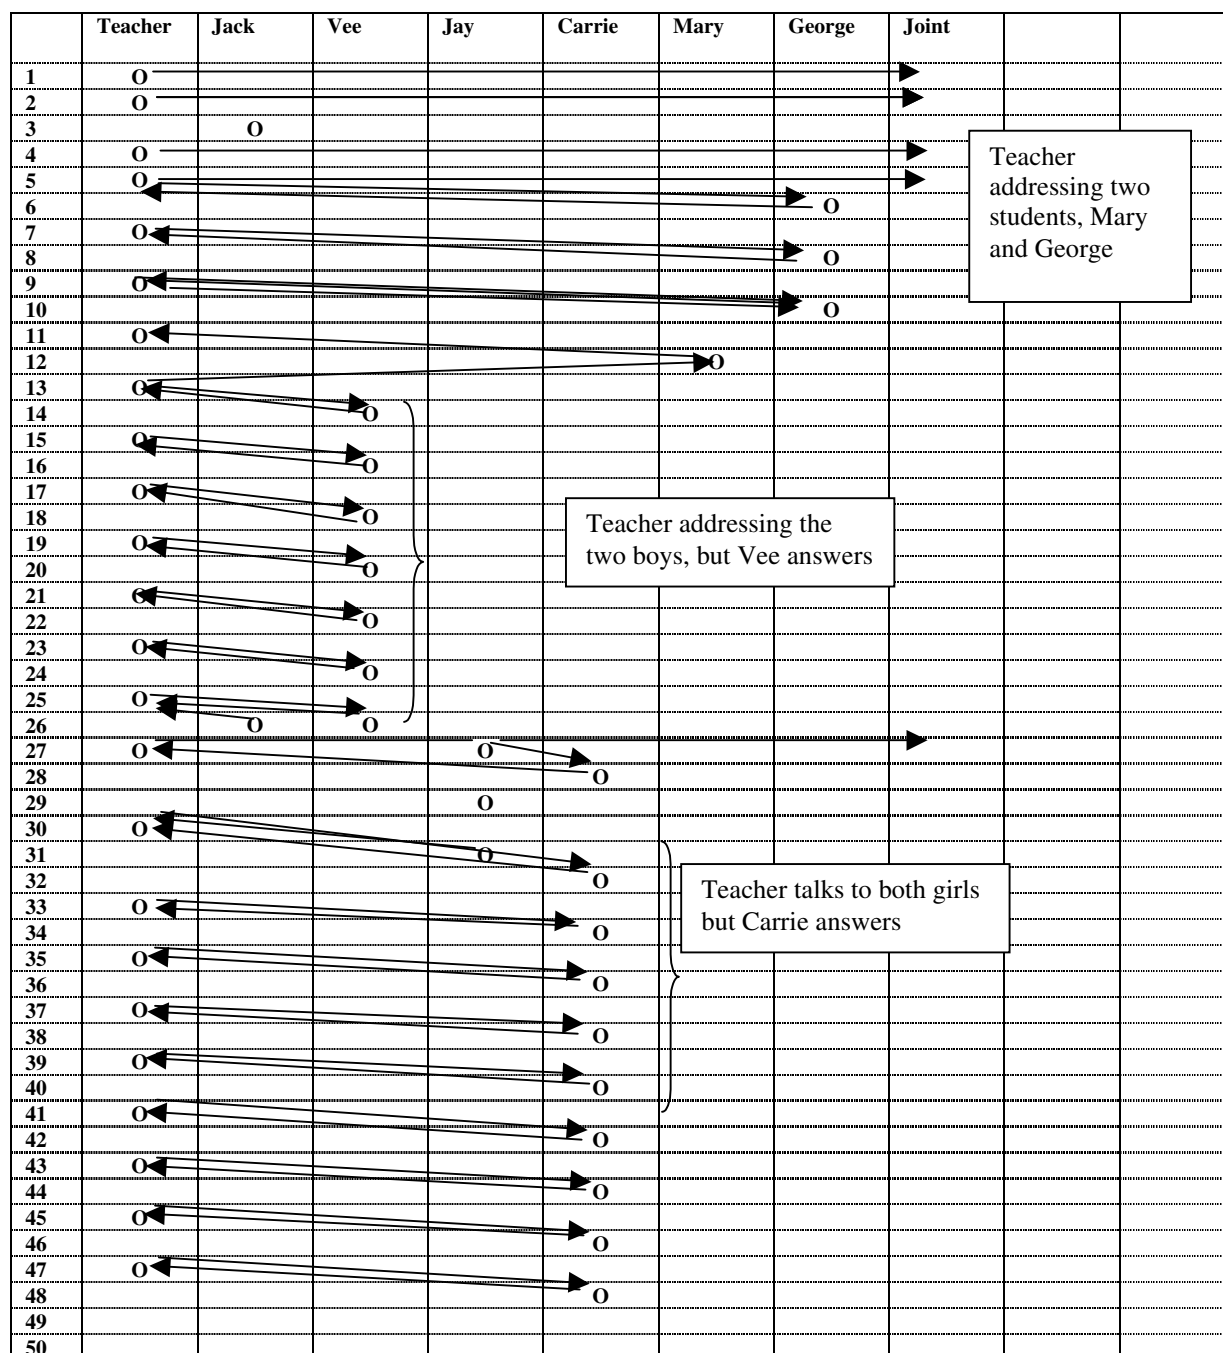 Teacher Jack Vee Jay Carrie Mary George Joint
1 O
2 O
3 O
4 O
5 O
6 O
7 O
8 O
9 O
10 O
11 O
12 O
13 O
14 O
15 O
16 O
17 O
18 O
19 O
20 O
21 O
22 O
23 O
24 O
25 O
26 O O
27 O O
28 O
29 O
30 O
31 O
32 O
33 O
34 O
35 O
36 O
37 O
38 O
39 O
40 O
41 O
42 O
43 O
44 O
45 O
46 O
47 O
48 O
49
50
Teacher
addressing two
students, Mary
and George
Teacher addressing the
two boys, but Vee answers
Teacher talks to both girls
but Carrie answers